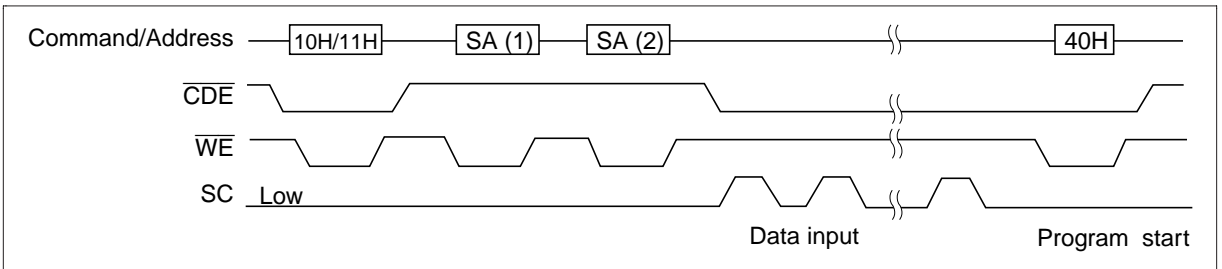 Command/Address 10H/11H SA (1) SA (2) 40H
CDE
WE
SC Low
Data input Program start